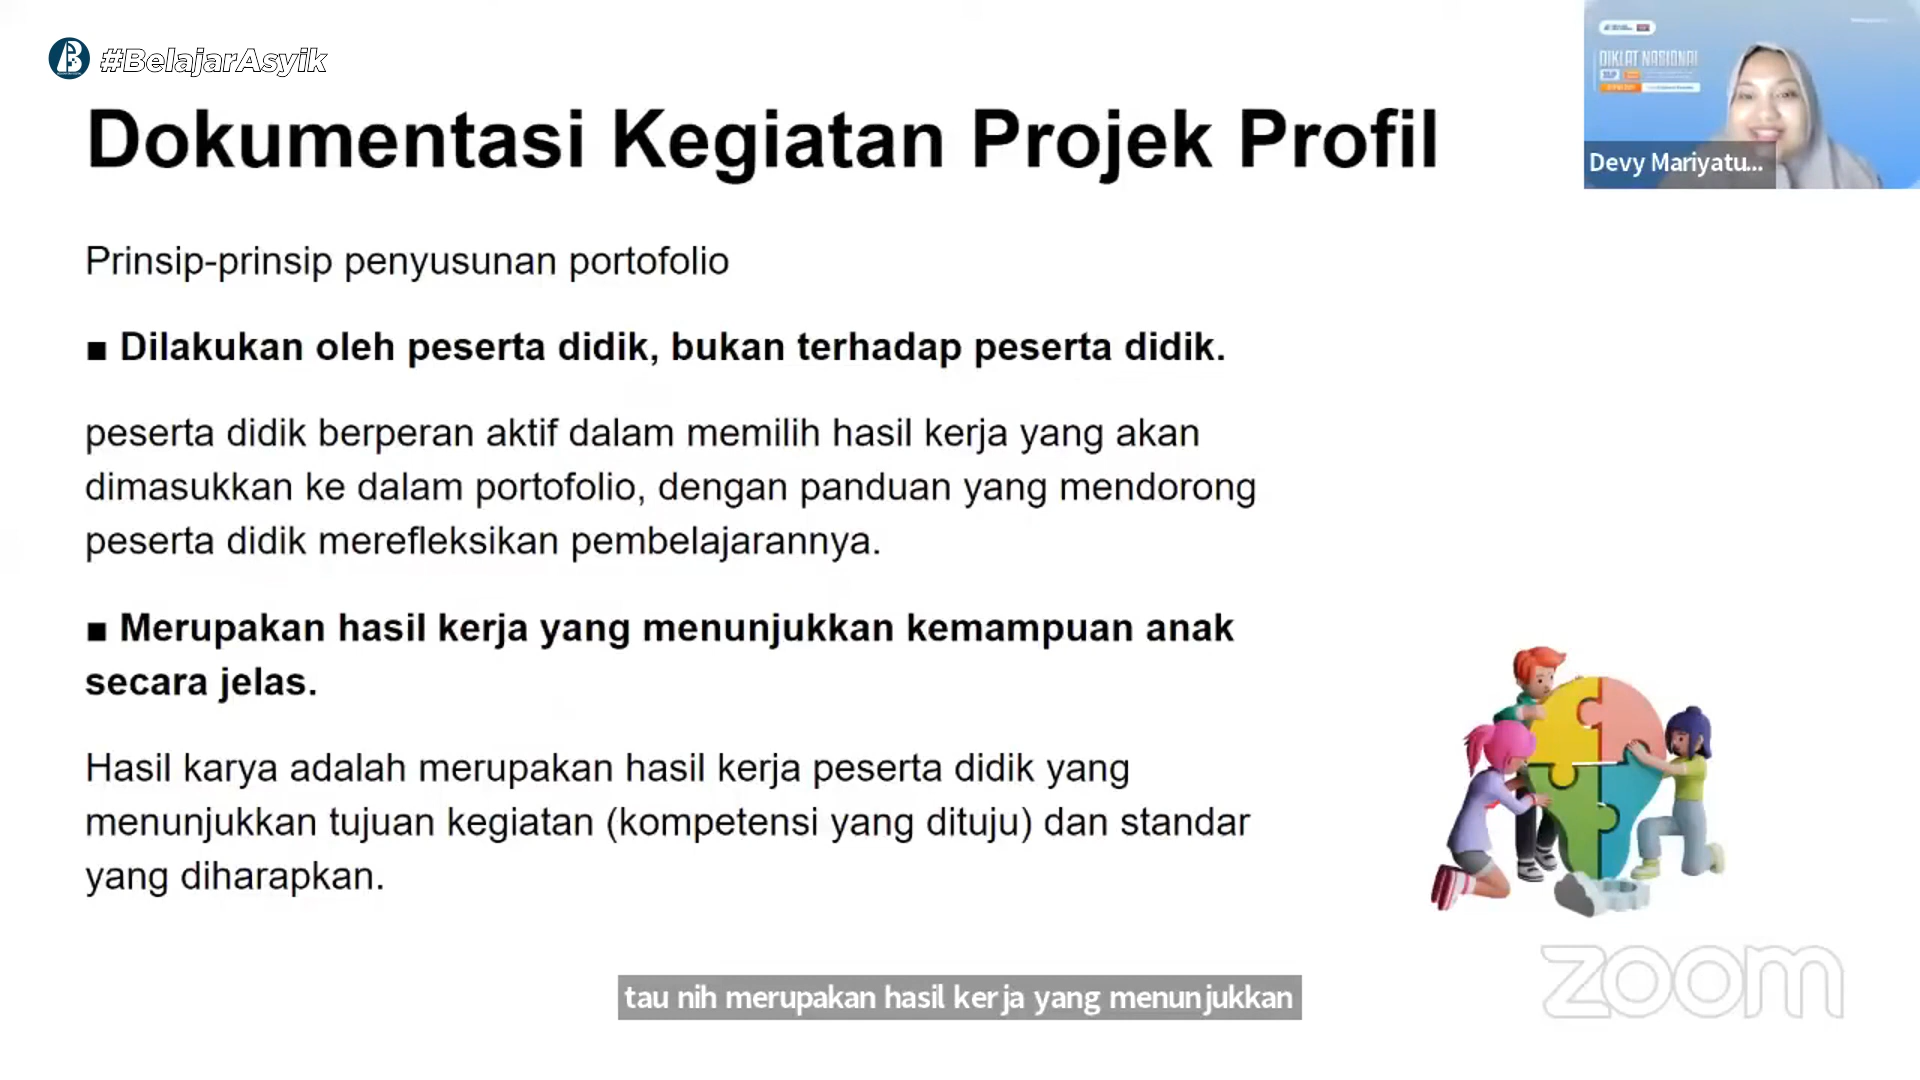 #BelajarAsyik
DIKLAT NASIONAL
Devy Mariyatu...
Dokumentasi Kegiatan Projek Profil
Prinsip-prinsip penyusunan portofolio
■ Dilakukan oleh peserta didik, bukan terhadap peserta didik.
peserta didik berperan aktif dalam memilih hasil kerja yang akan
dimasukkan ke dalam portofolio, dengan panduan yang mendorong
peserta didik merefleksikan pembelajarannya.
■ Merupakan hasil kerja yang menunjukkan kemampuan anak
secara jelas.
Hasil karya adalah merupakan hasil kerja peserta didik yang
menunjukkan tujuan kegiatan (kompetensi yang dituju) dan standar
yang diharapkan.
zoom
tau nih merupakan hasil kerja yang menunjukkan